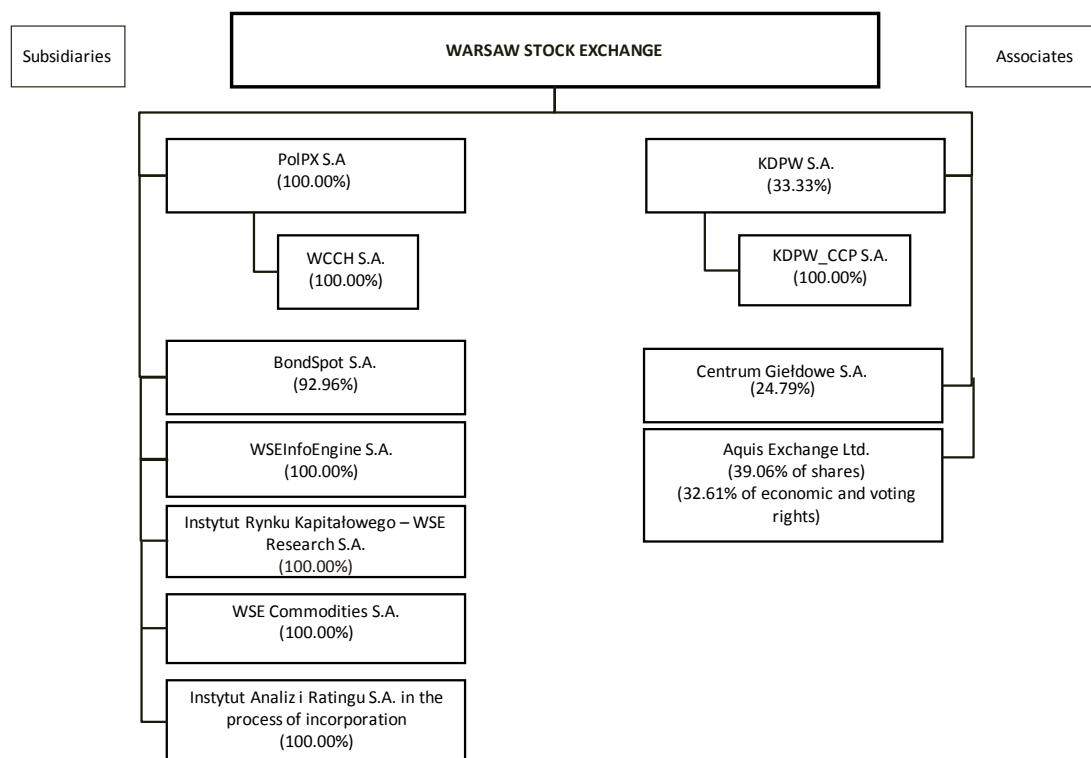 Subsidiaries
WARSAW STOCK EXCHANGE
Associates
PolPX S.A
(100.00%)
WCCH S.A.
(100.00%)
BondSpot S.A.
(92.96%)
WSEInfoEngine S.A.
(100.00%)
Instytut Rynku Kapitałowego – WSE
Research S.A.
(100.00%)
WSE Commodities S.A.
(100.00%)
Instytut Analiz i Ratingu S.A. in the
process of incorporation
(100.00%)
KDPW S.A.
(33.33%)
KDPW_CCP S.A.
(100.00%)
Centrum Giełdowe S.A.
(24.79%)
Aquis Exchange Ltd.
(39.06% of shares)
(32.61% of economic and voting
rights)